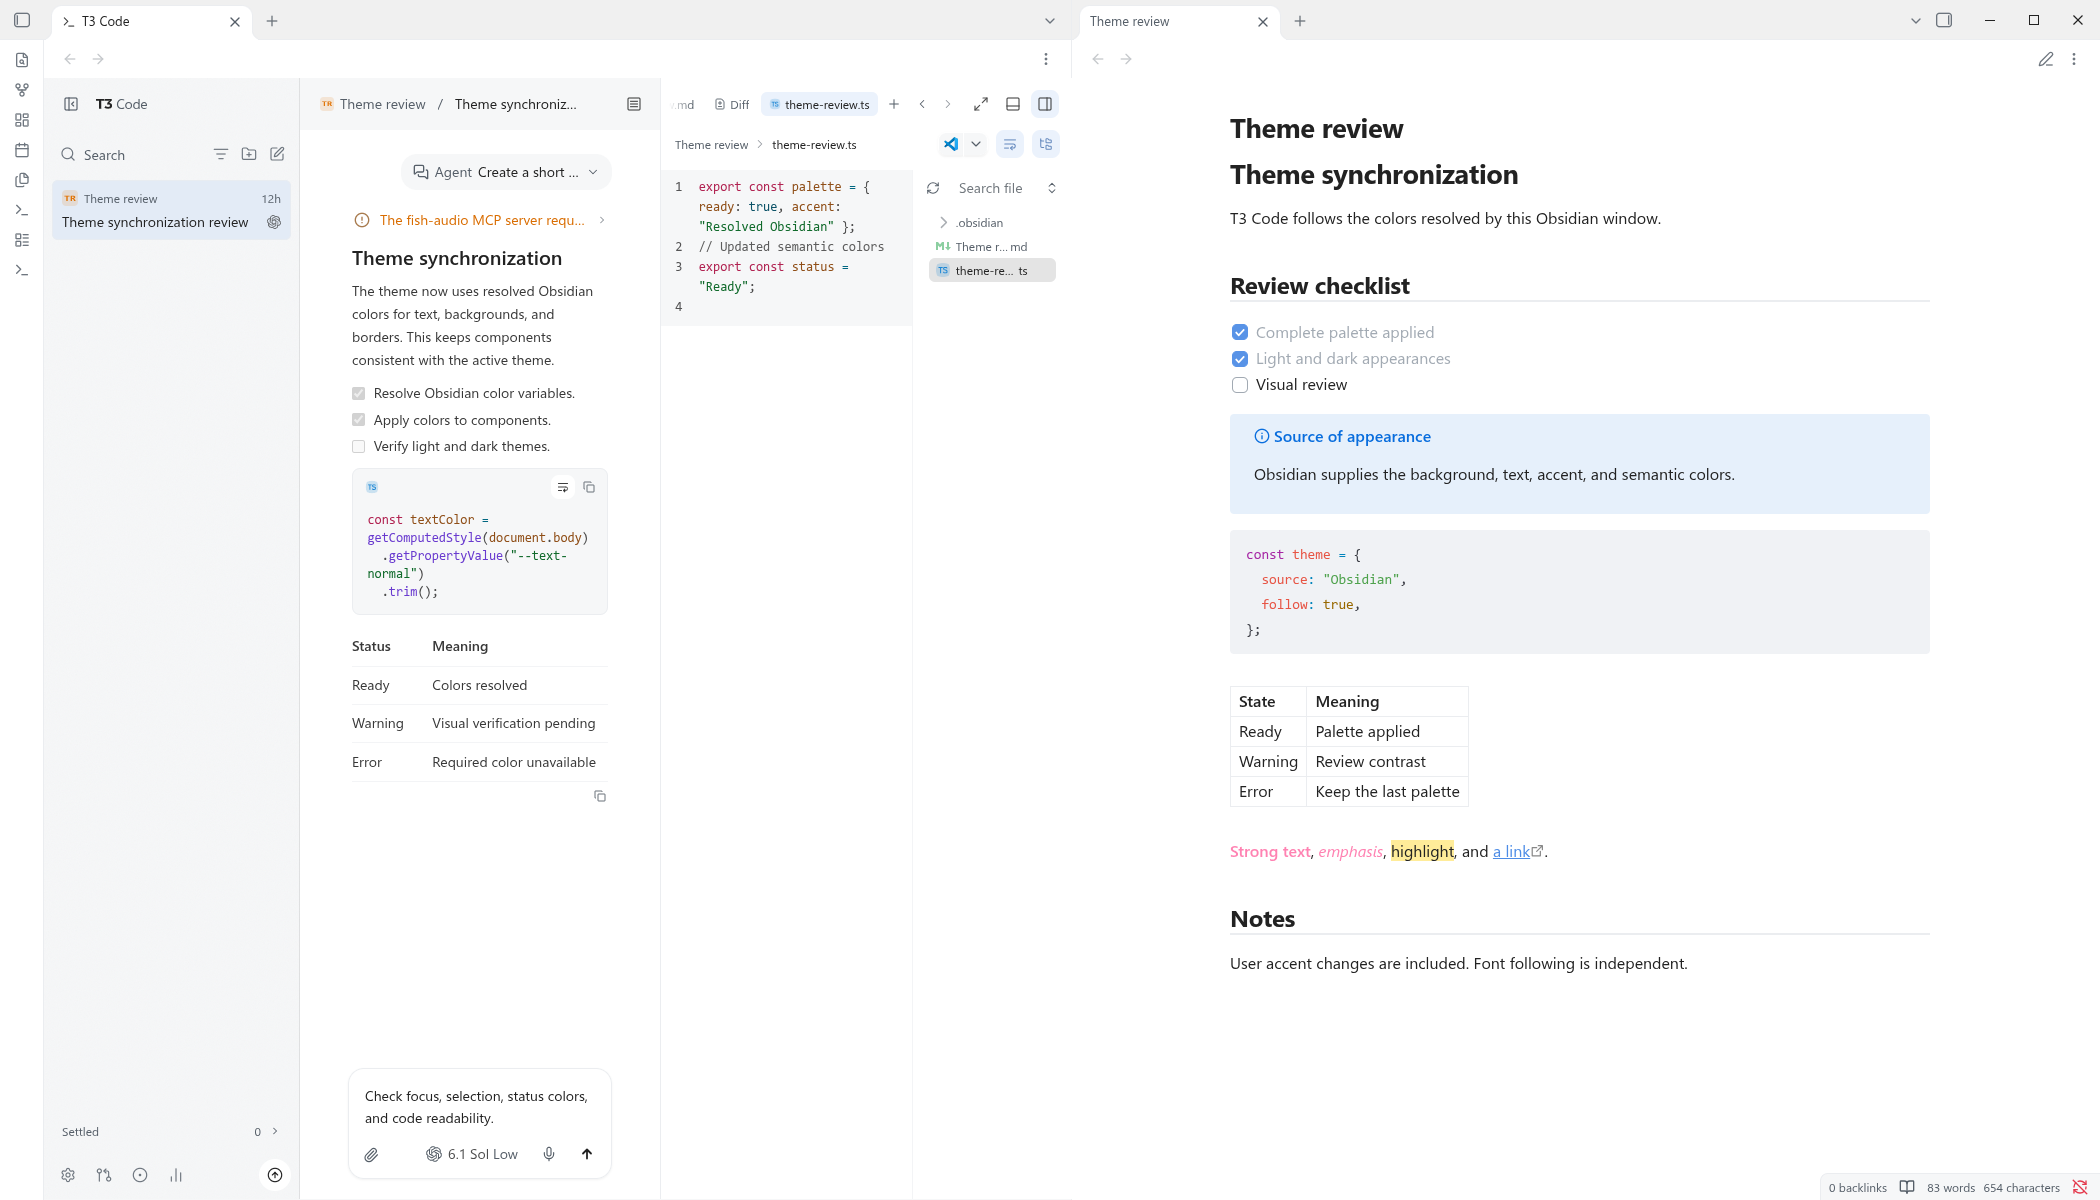 T3 Code
Theme review
T3 Code
Search
TR Theme review 12h
Theme synchronization review
Settled 0
TR Theme review / Theme synchroniz...
Agent Create a short ...
The fish-audio MCP server requ...
Theme synchronization
The theme now uses resolved Obsidian
colors for text, backgrounds, and
borders. This keeps components
consistent with the active theme.
Resolve Obsidian color variables.
Apply colors to components.
Verify light and dark themes.
TS
const textColor =
getComputedStyle(document.body)
.getPropertyValue("--text-
normal")
.trim();
Status Meaning
Ready Colors resolved
Warning Visual verification pending
Error Required color unavailable
Check focus, selection, status colors,
and code readability.
6.1 Sol Low
.md Diff TS theme-review.ts
Theme review > theme-review.ts
1 export const palette = {
ready: true, accent:
"Resolved Obsidian" };
2 // Updated semantic colors
3 export const status =
"Ready";
4
Search file
.obsidian
M Theme r... md
TS theme-re... ts
Theme review
Theme synchronization
T3 Code follows the colors resolved by this Obsidian window.
Review checklist
Complete palette applied
Light and dark appearances
Visual review
Source of appearance
Obsidian supplies the background, text, accent, and semantic colors.
const theme = {
source: "Obsidian",
follow: true,
};
State Meaning
Ready Palette applied
Warning Review contrast
Error Keep the last palette
Strong text, emphasis, highlight, and a link.
Notes
User accent changes are included. Font following is independent.
0 backlinks 83 words 654 characters